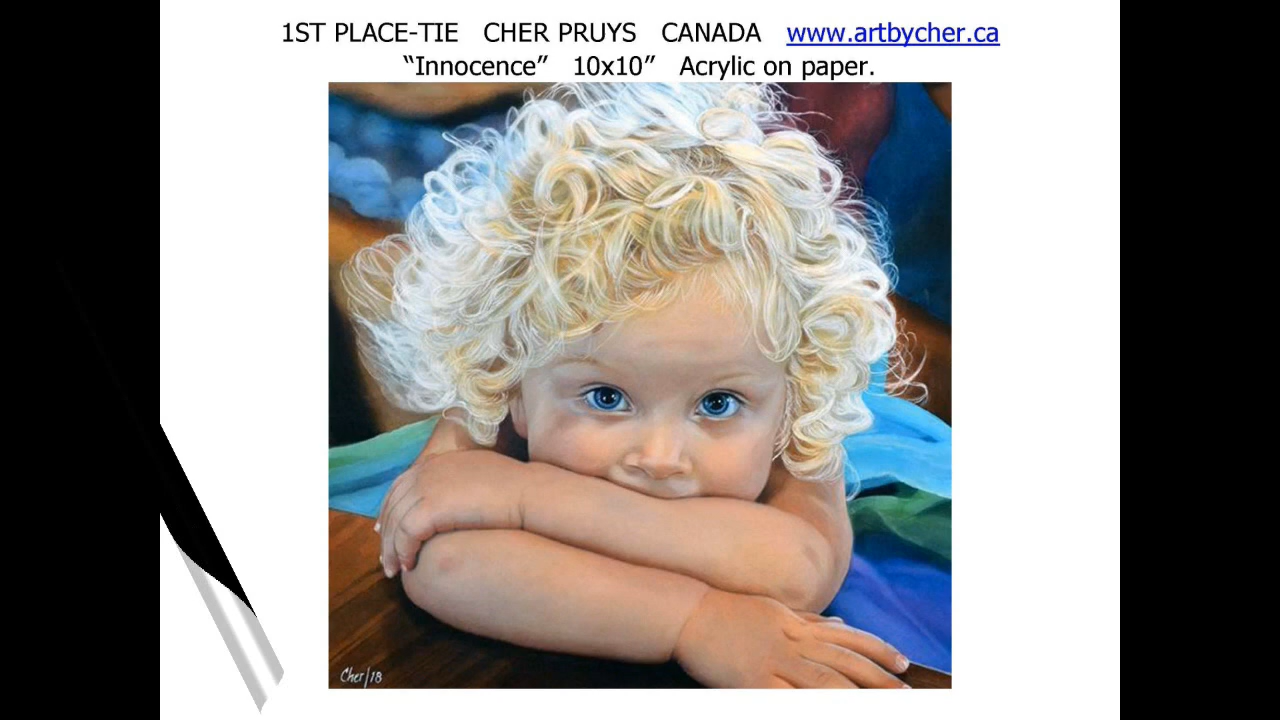 1ST PLACE-TIE CHER PRUYS CANADA www.artbycher.ca
“Innocence” 10x10” Acrylic on paper.
Cher/18